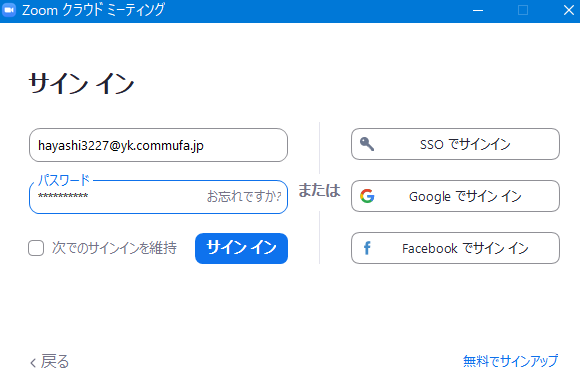 Zoom クラウド ミーティング
サイン イン
hayashi3227@yk.commufa.jp
パスワード
**********
お忘れですか?
次でのサインインを維持
サイン イン
または
SSO でサインイン
Google でサイン イン
Facebook でサイン イン
戻る
無料でサインアップ